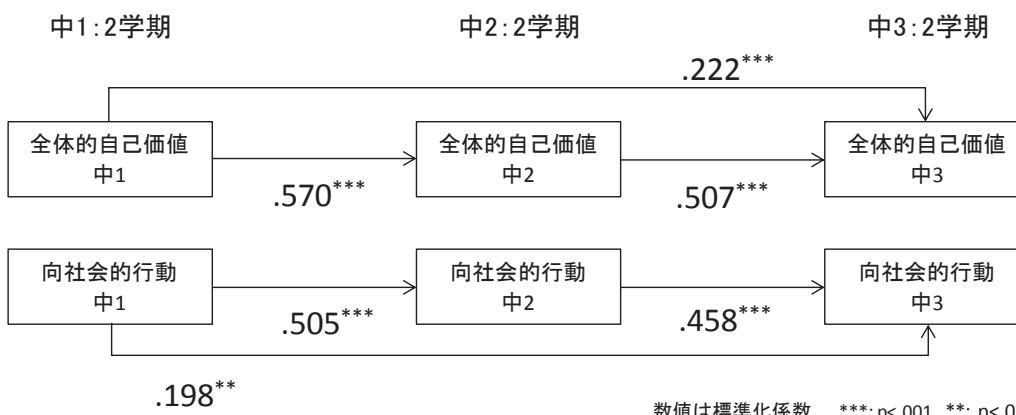 中1:2学期 中2:2学期 中3:2学期
.222***
全体的自己価値 全体的自己価値 全体的自己価値
中1 中2 中3
.570*** .507***
向社会的行動 向社会的行動 向社会的行動
中1 中2 中3
.505*** .458***
.198**
数値は標準化係数 ***: p<.001 **: p<.0